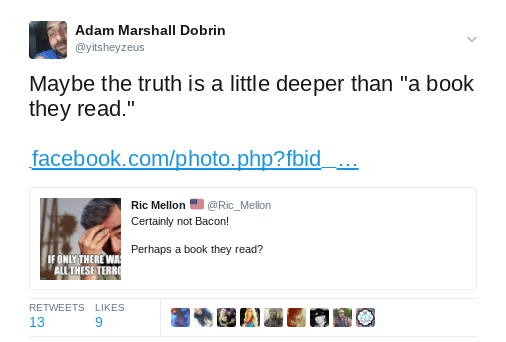 Adam Marshall Dobrin
@yitsheyzeus
Maybe the truth is a little deeper than "a book
they read."
facebook.com/photo.php?fbid_…
Ric Mellon 🇺🇸 @Ric_Mellon
Certainly not Bacon!
Perhaps a book they read?
IF ONLY THERE WAS
ALL THESE TERRO
RETWEETS LIKES
13 9